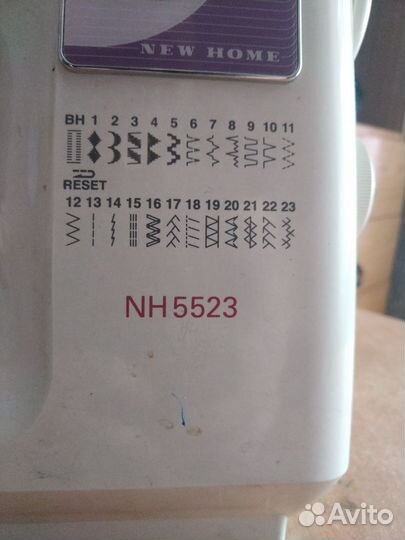 NEW HOME
BH 1 2 3 4 5 6 7 8 9 10 11
RESET
12 13 14 15 16 17 18 19 20 21 22 23
NH5523
Avito